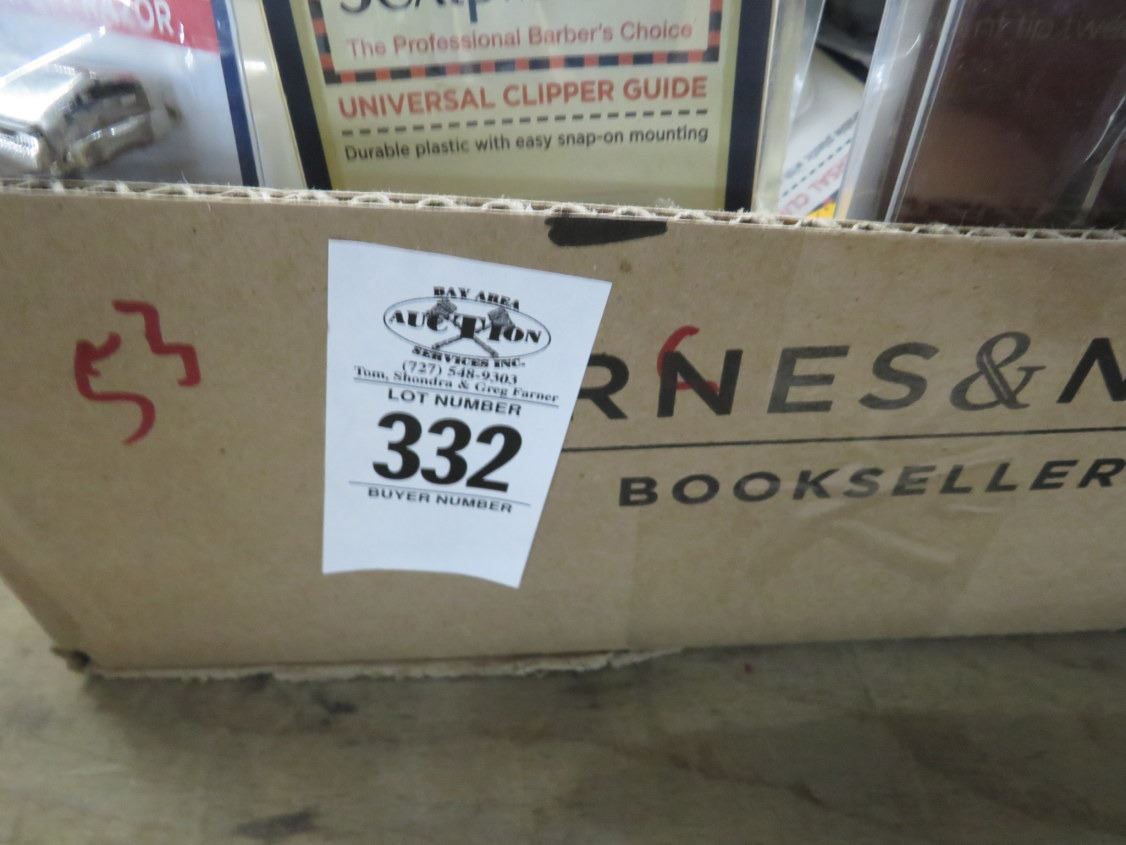 RAZOR
The Professional Barber's Choice
UNIVERSAL CLIPPER GUIDE
Durable plastic with easy snap-on mounting
BAY AREA
AUCTION
SERVICES INC.
(727) 548-9303
Tom, Shondra & Greg Farner
LOT NUMBER
332
BUYER NUMBER
RNES & N
BOOKSELLER